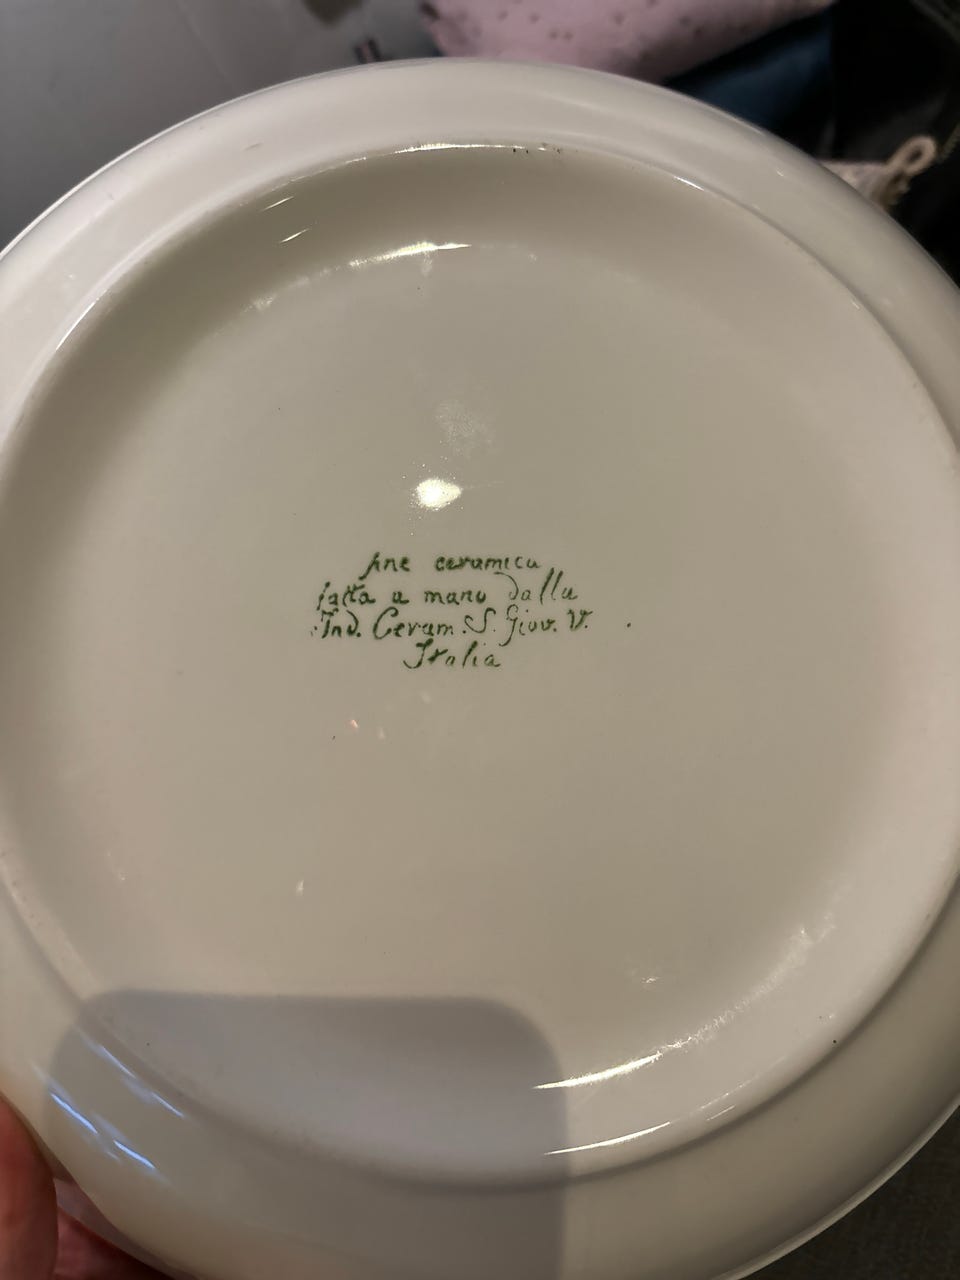 fine ceramica
fatta a mano dalla
Ind. Ceram. S. Giov. V.
Italia